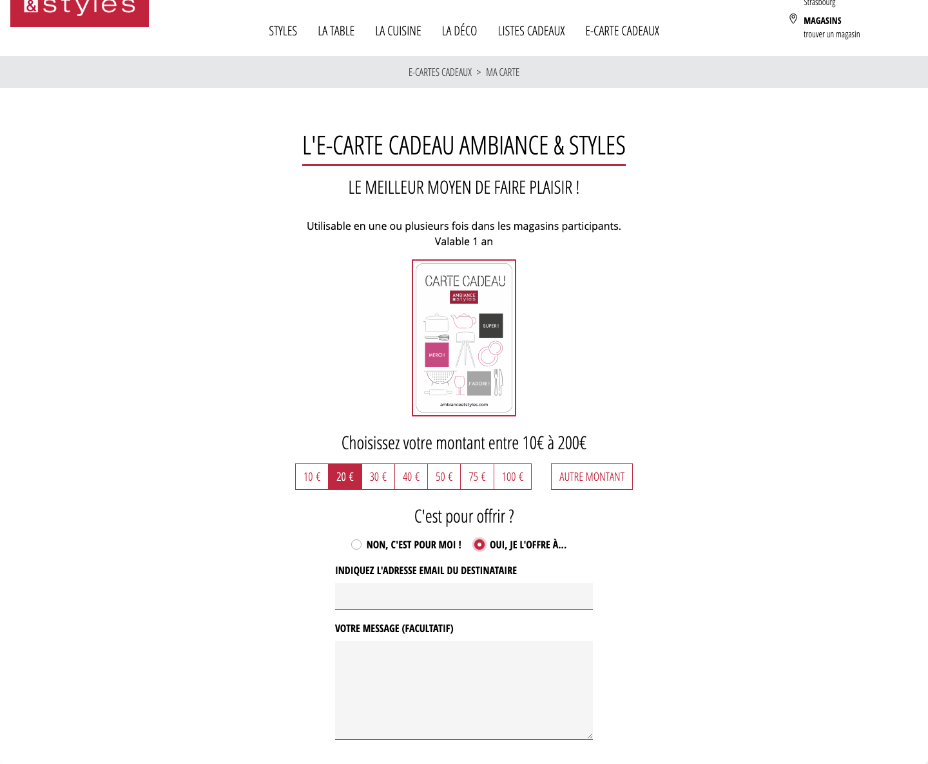 &styles
Strasbourg
MAGASINS
trouver un magasin
STYLES LA TABLE LA CUISINE LA DÉCO LISTES CADEAUX E-CARTE CADEAUX
E-CARTES CADEAUX > MA CARTE
L'E-CARTE CADEAU AMBIANCE & STYLES
LE MEILLEUR MOYEN DE FAIRE PLAISIR !
Utilisable en une ou plusieurs fois dans les magasins participants.
Valable 1 an
CARTE CADEAU
AMBIANCE
&styles
SUPER !
MERCI !
J'ADORE !
ambianceetstyles.com
Choisissez votre montant entre 10€ à 200€
10 € 20 € 30 € 40 € 50 € 75 € 100 € AUTRE MONTANT
C'est pour offrir ?
NON, C'EST POUR MOI ! OUI, JE L'OFFRE À...
INDIQUEZ L'ADRESSE EMAIL DU DESTINATAIRE
VOTRE MESSAGE (FACULTATIF)